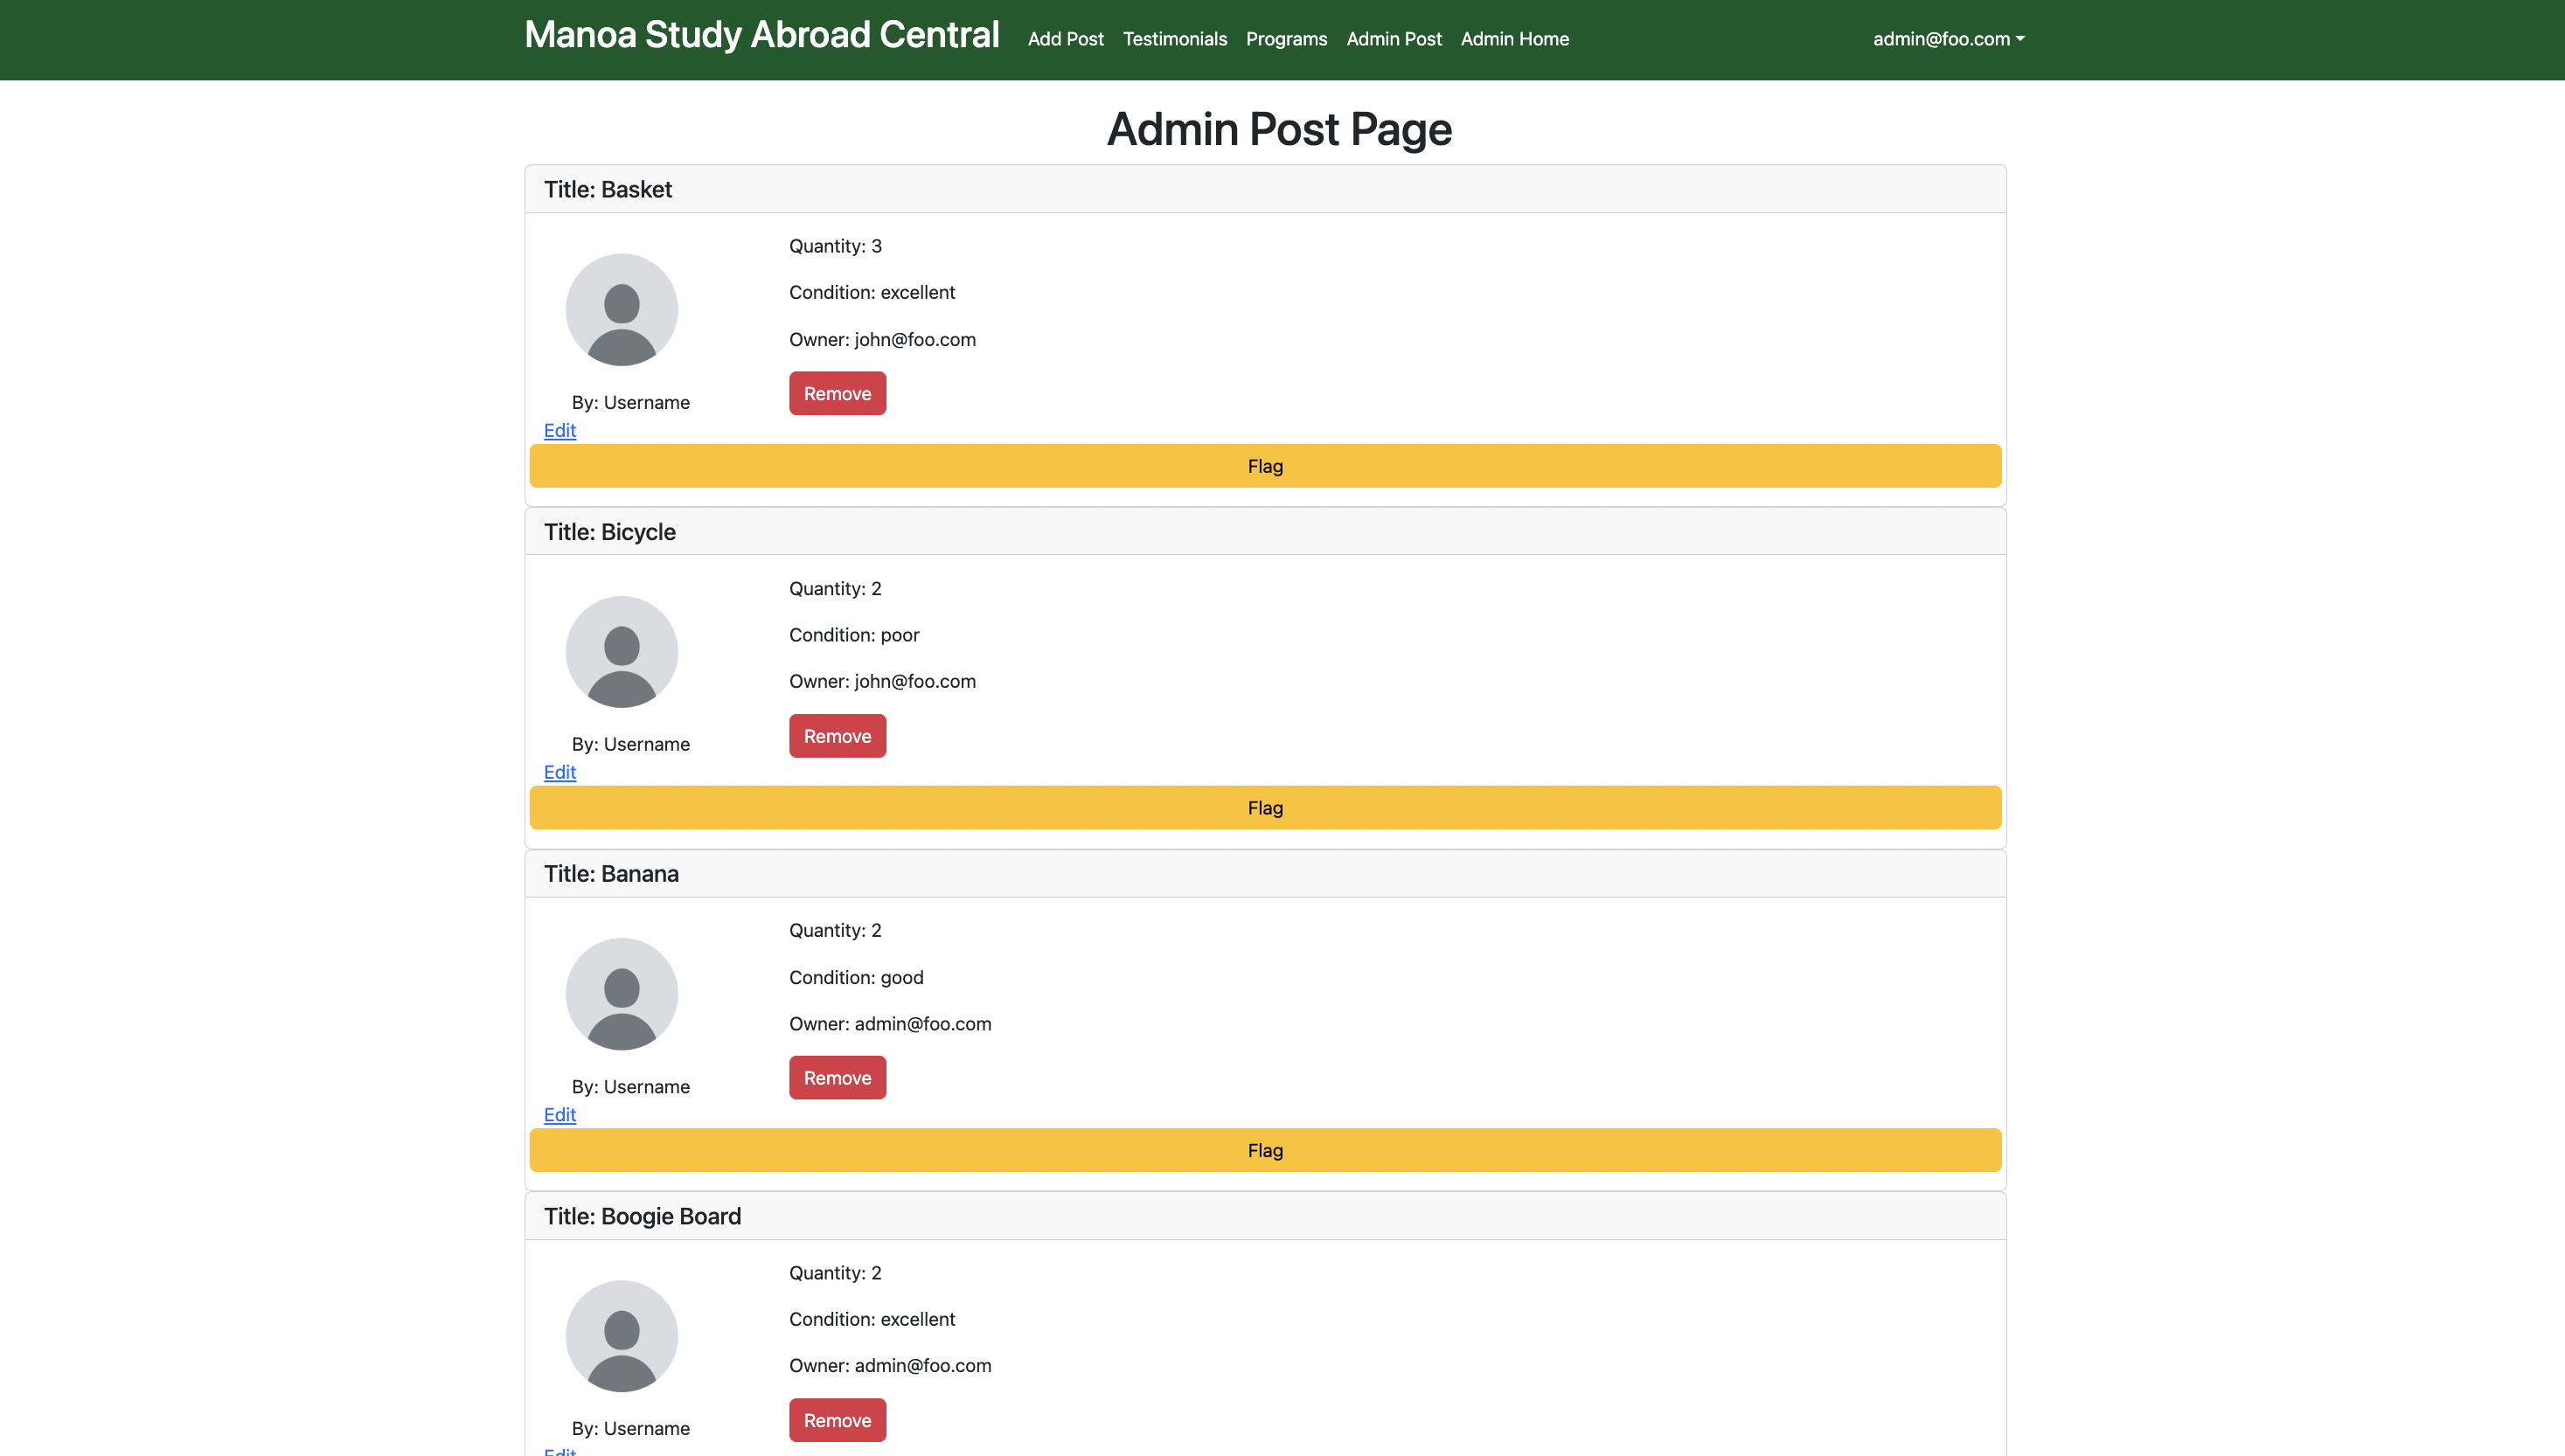 Manoa Study Abroad Central Add Post Testimonials Programs Admin Post Admin Home admin@foo.com
Admin Post Page
Title: Basket
Quantity: 3
Condition: excellent
Owner: john@foo.com
Remove
By: Username
Edit
Flag
Title: Bicycle
Quantity: 2
Condition: poor
Owner: john@foo.com
Remove
By: Username
Edit
Flag
Title: Banana
Quantity: 2
Condition: good
Owner: admin@foo.com
Remove
By: Username
Edit
Flag
Title: Boogie Board
Quantity: 2
Condition: excellent
Owner: admin@foo.com
Remove
By: Username
Edit